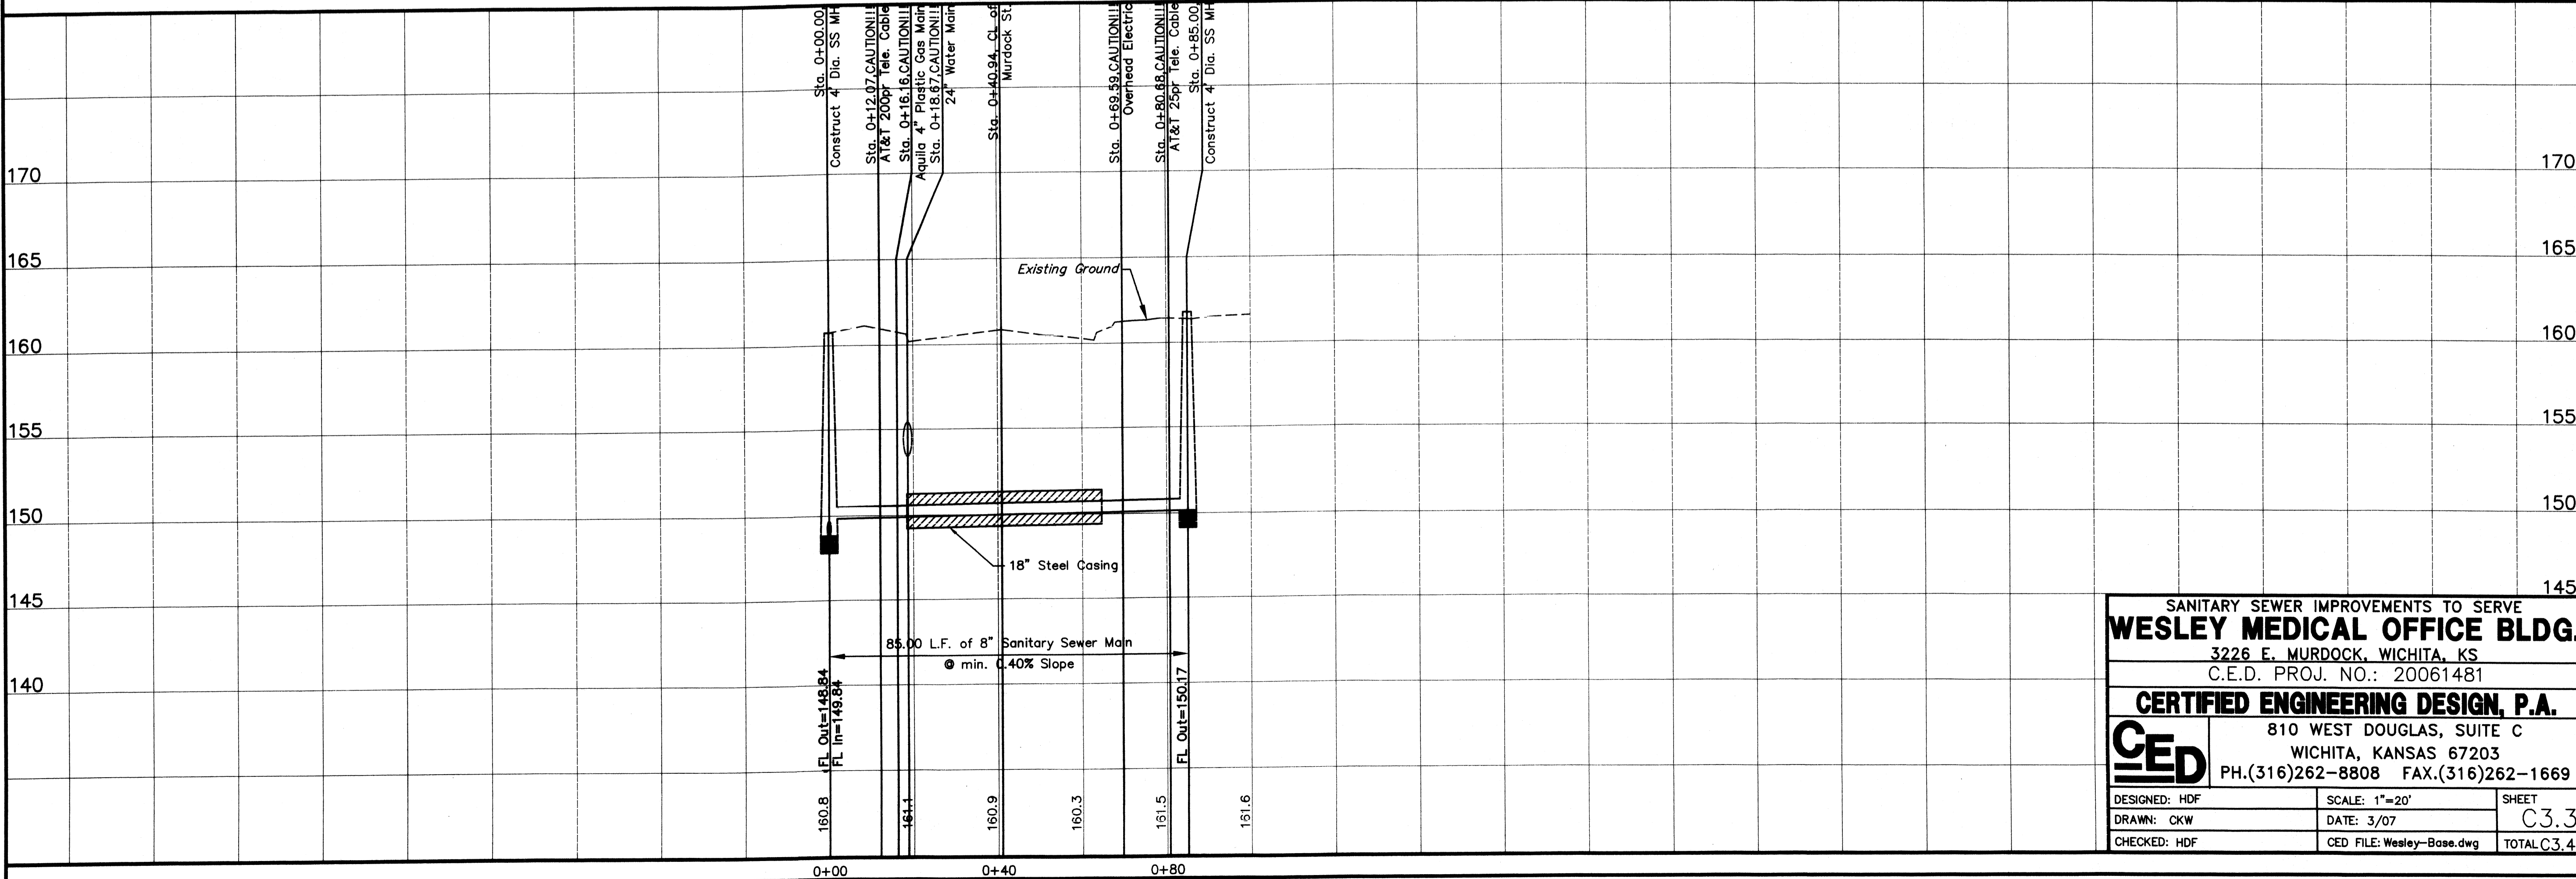 Sta. 0+00.00,
Construct 4' Dia. SS MH
Sta. 0+12.07,CAUTION!!!
AT&T 200pr Tele. Cable
Sta. 0+16.16,CAUTION!!!
Aquila 4" Plastic Gas Main
Sta. 0+18.67,CAUTION!!!
24" Water Main
Sta. 0+40.94, CL of
Murdock St.
Sta. 0+69.59,CAUTION!!!
Overhead Electric
Sta. 0+80.68,CAUTION!!!
AT&T 25pr Tele. Cable
Sta. 0+85.00,
Construct 4' Dia. SS MH
170
170
165
165
Existing Ground
160
160
155
155
150
150
18" Steel Casing
145
145
85.00 L.F. of 8" Sanitary Sewer Main
@ min. 0.40% Slope
140
FL Out=148.84
FL In=149.84
FL Out=150.17
160.8
161.1
160.9
160.3
161.5
161.6
0+00
0+40
0+80
SANITARY SEWER IMPROVEMENTS TO SERVE
WESLEY MEDICAL OFFICE BLDG.
3226 E. MURDOCK, WICHITA, KS
C.E.D. PROJ. NO.: 20061481
CERTIFIED ENGINEERING DESIGN, P.A.
CED
810 WEST DOUGLAS, SUITE C
WICHITA, KANSAS 67203
PH.(316)262-8808 FAX.(316)262-1669
DESIGNED: HDF
SCALE: 1"=20'
SHEET
C3.3
DRAWN: CKW
DATE: 3/07
CHECKED: HDF
CED FILE: Wesley-Base.dwg
TOTAL C3.4